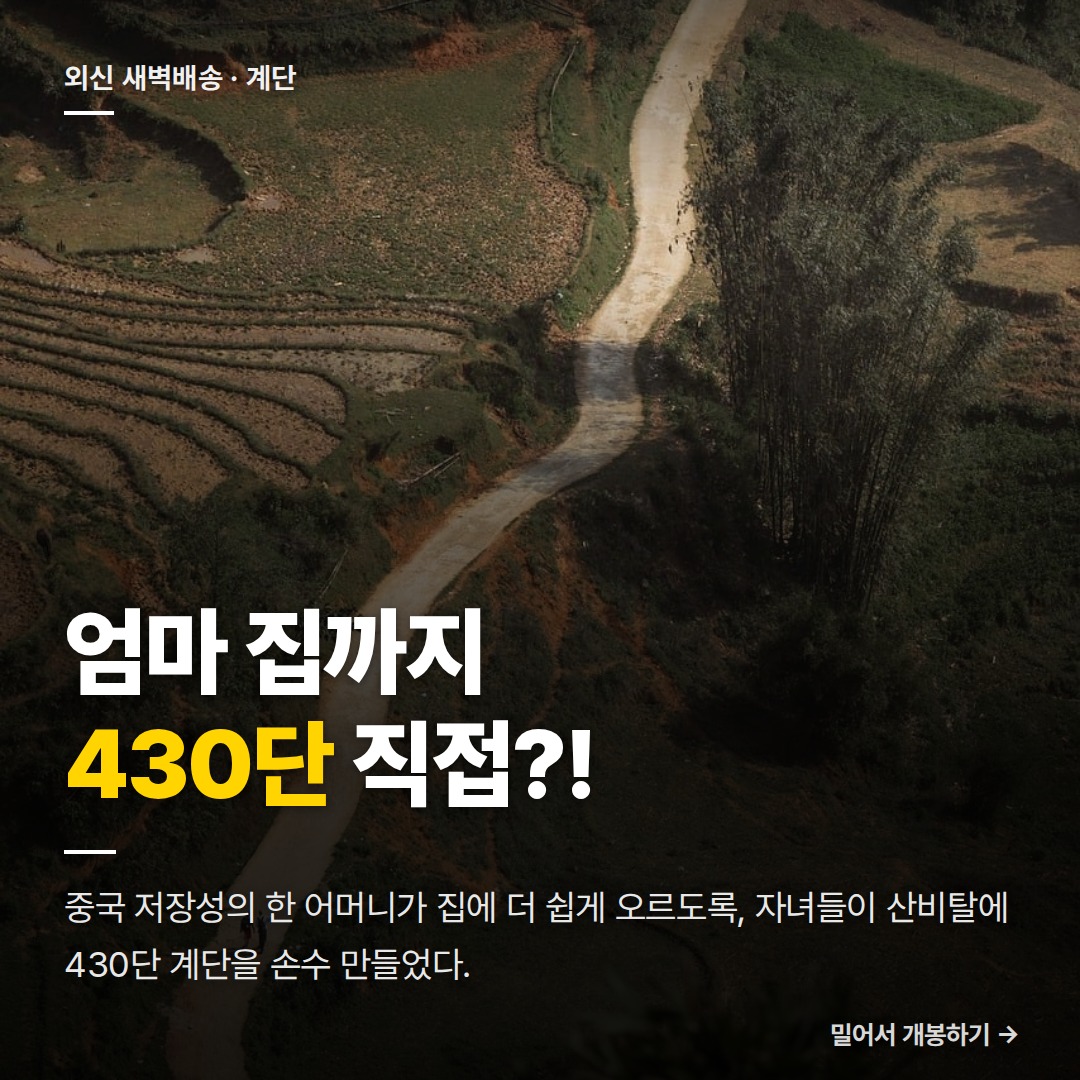 외신 새벽배송 · 계단
엄마 집까지
430단 직접?!
중국 저장성의 한 어머니가 집에 더 쉽게 오르도록, 자녀들이 산비탈에
430단 계단을 손수 만들었다.
밀어서 개봉하기 →